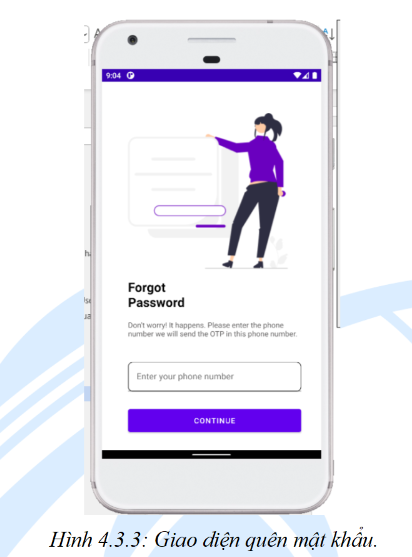 9:04
Forgot
Password
Don't worry! It happens. Please enter the phone
number we will send the OTP in this phone number.
Enter your phone number
CONTINUE
Hình 4.3.3: Giao diện quên mật khẩu.